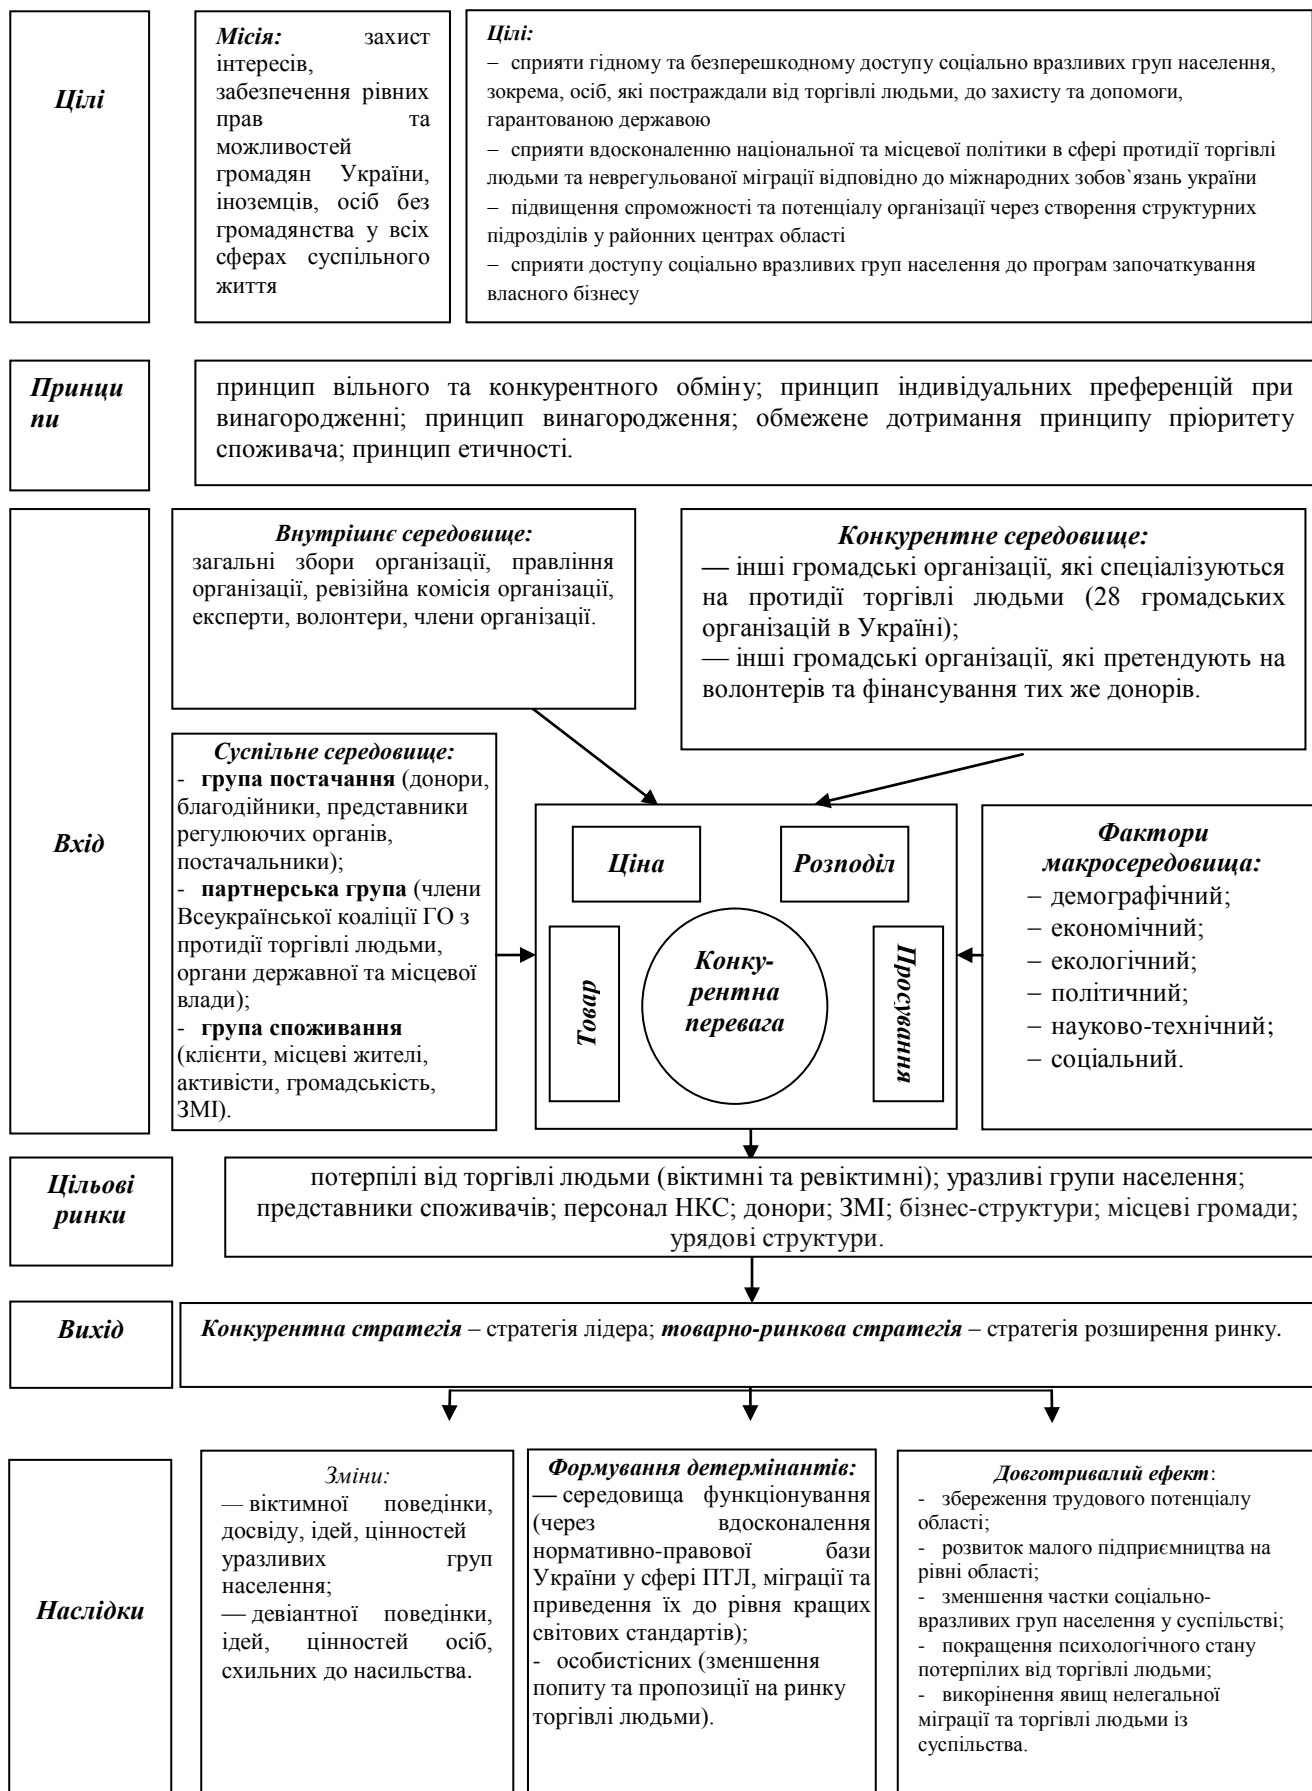 Цілі
Місія: захист
інтересів,
забезпечення рівних
прав та
можливостей
громадян України,
іноземців, осіб без
громадянства у всіх
сферах суспільного
життя
Цілі:
– сприяти гідному та безперешкодному доступу соціально вразливих груп населення,
зокрема, осіб, які постраждали від торгівлі людьми, до захисту та допомоги,
гарантованою державою
– сприяти вдосконаленню національної та місцевої політики в сфері протидії торгівлі
людьми та неврегульованої міграції відповідно до міжнародних зобов`язань україни
– підвищення спроможності та потенціалу організації через створення структурних
підрозділів у районних центрах області
– сприяти доступу соціально вразливих груп населення до програм започаткування
власного бізнесу
Принци
пи
принцип вільного та конкурентного обміну; принцип індивідуальних преференцій при
винагородженні; принцип винагородження; обмежене дотримання принципу пріоритету
споживача; принцип етичності.
Вхід
Внутрішнє середовище:
загальні збори організації, правління
організації, ревізійна комісія організації,
експерти, волонтери, члени організації.
Конкурентне середовище:
— інші громадські організації, які спеціалізуються
на протидії торгівлі людьми (28 громадських
організацій в Україні);
— інші громадські організації, які претендують на
волонтерів та фінансування тих же донорів.
Суспільне середовище:
- група постачання (донори,
благодійники, представники
регулюючих органів,
постачальники);
- партнерська група (члени
Всеукраїнської коаліції ГО з
протидії торгівлі людьми,
органи державної та місцевої
влади);
- група споживання
(клієнти, місцеві жителі,
активісти, громадськість,
ЗМІ).
Ціна
Розподіл
Товар
Конку-
рентна
перевага
Просування
Фактори
макросередовища:
– демографічний;
– економічний;
– екологічний;
– політичний;
– науково-технічний;
– соціальний.
Цільові
ринки
потерпілі від торгівлі людьми (віктимні та ревіктимні); уразливі групи населення;
представники споживачів; персонал НКС; донори; ЗМІ; бізнес-структури; місцеві громади;
урядові структури.
Вихід
Конкурентна стратегія – стратегія лідера; товарно-ринкова стратегія – стратегія розширення ринку.
Наслідки
Зміни:
— віктимної поведінки,
досвіду, ідей, цінностей
уразливих груп
населення;
— девіантної поведінки,
ідей, цінностей осіб,
схильних до насильства.
Формування детермінантів:
— середовища функціонування
(через вдосконалення
нормативно-правової бази
України у сфері ПТЛ, міграції та
приведення їх до рівня кращих
світових стандартів);
- особистісних (зменшення
попиту та пропозиції на ринку
торгівлі людьми).
Довготривалий ефект:
- збереження трудового потенціалу
області;
- розвиток малого підприємництва на
рівні області;
- зменшення частки соціально-
вразливих груп населення у суспільстві;
- покращення психологічного стану
потерпілих від торгівлі людьми;
- викорінення явищ нелегальної
міграції та торгівлі людьми із
суспільства.